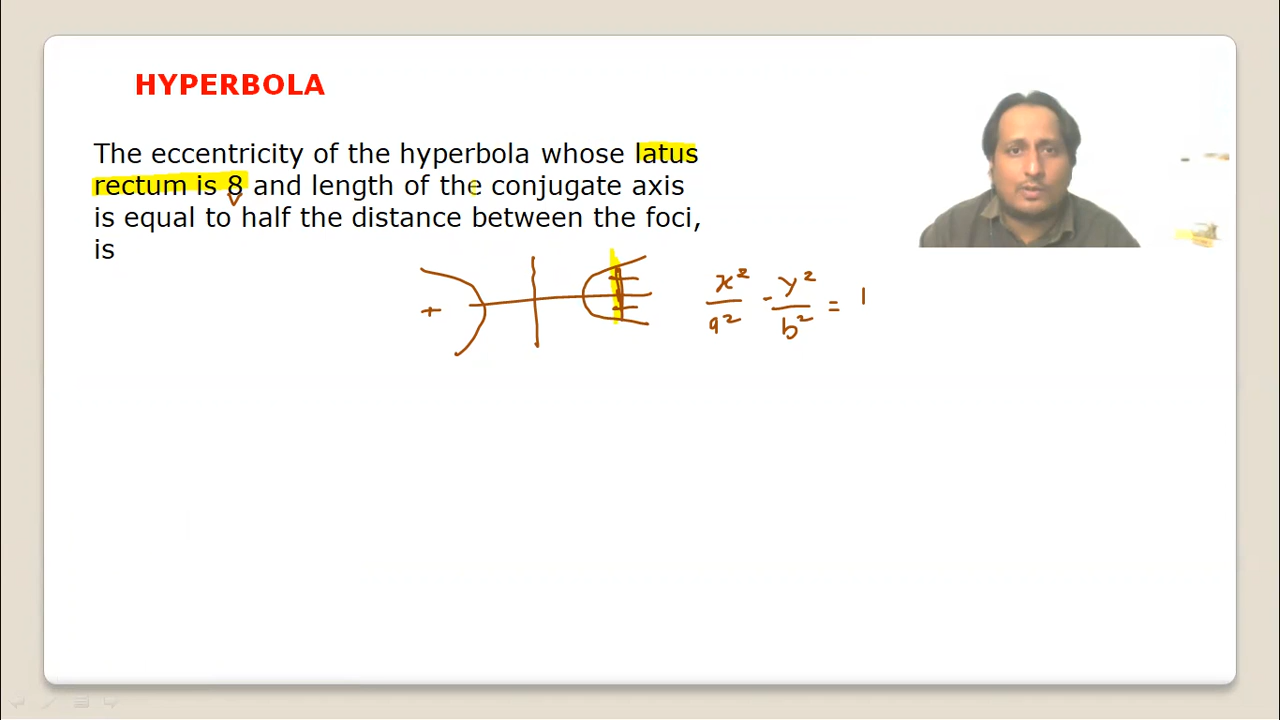 HYPERBOLA
The eccentricity of the hyperbola whose latus
rectum is 8 and length of the conjugate axis
is equal to half the distance between the foci,
is
x²/a² - y²/b² = 1